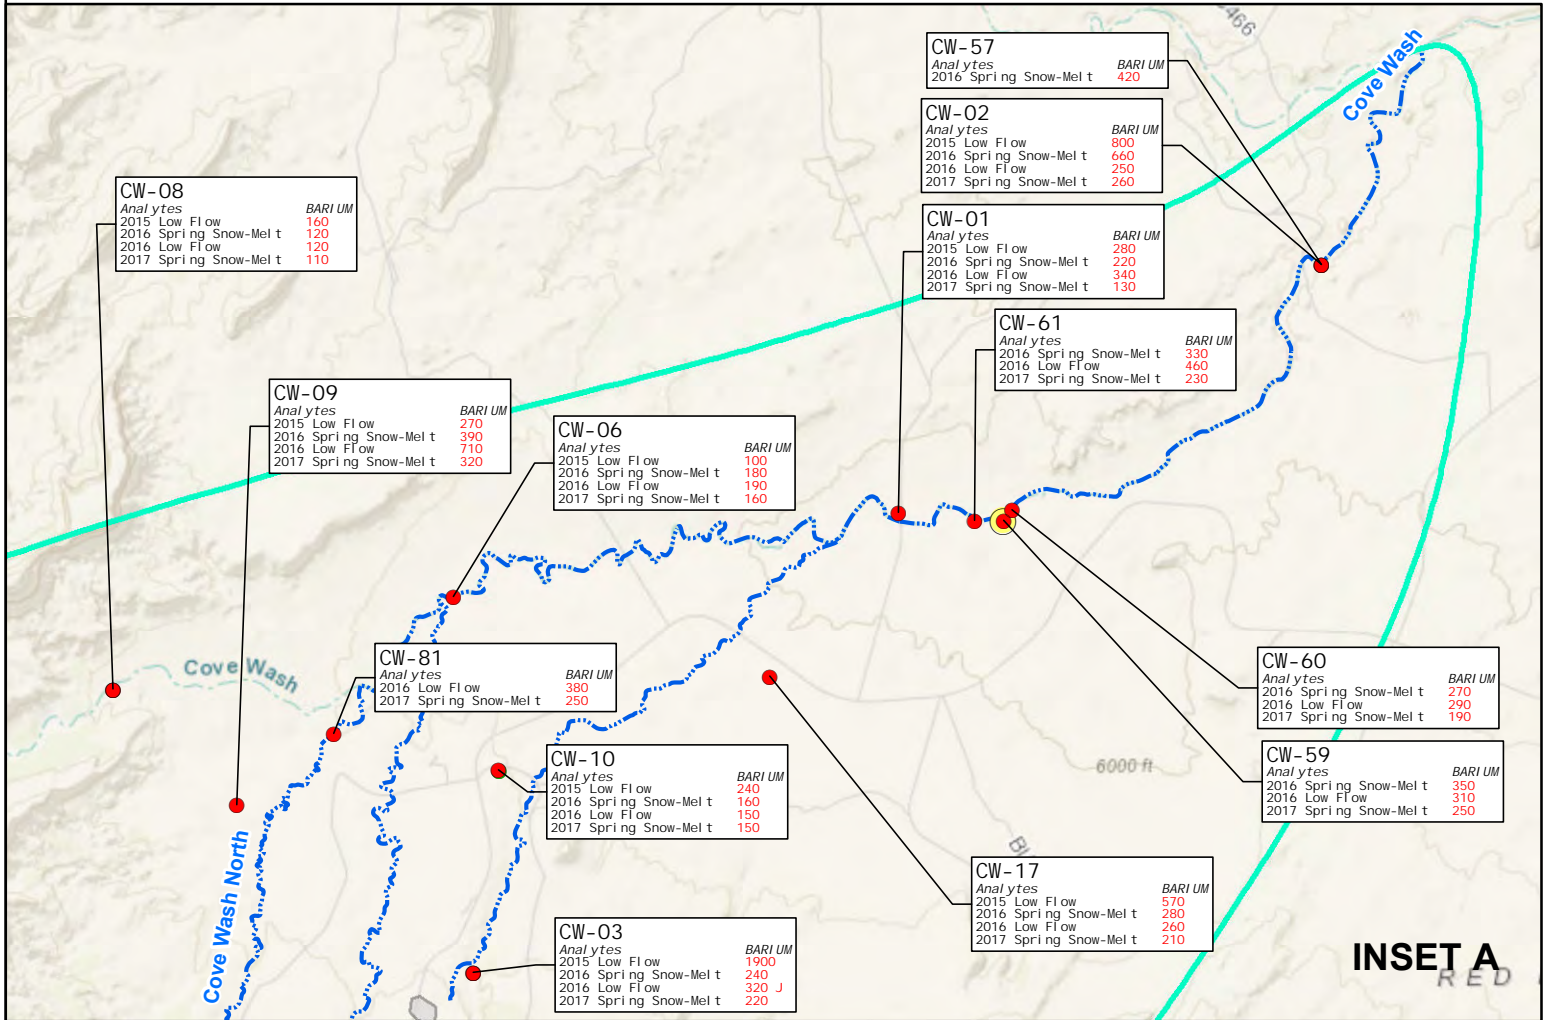 466
Cove Wash
CW-57
Analytes BARIUM
2016 Spring Snow-Melt 420
CW-02
Analytes BARIUM
2015 Low Flow 800
2016 Spring Snow-Melt 660
2016 Low Flow 250
2017 Spring Snow-Melt 260
CW-08
Analytes BARIUM
2015 Low Flow 160
2016 Spring Snow-Melt 120
2016 Low Flow 120
2017 Spring Snow-Melt 110
CW-01
Analytes BARIUM
2015 Low Flow 280
2016 Spring Snow-Melt 220
2016 Low Flow 340
2017 Spring Snow-Melt 130
CW-61
Analytes BARIUM
2016 Spring Snow-Melt 330
2016 Low Flow 460
2017 Spring Snow-Melt 230
CW-09
Analytes BARIUM
2015 Low Flow 270
2016 Spring Snow-Melt 390
2016 Low Flow 710
2017 Spring Snow-Melt 320
CW-06
Analytes BARIUM
2015 Low Flow 100
2016 Spring Snow-Melt 180
2016 Low Flow 190
2017 Spring Snow-Melt 160
Cove Wash
CW-81
Analytes BARIUM
2016 Low Flow 380
2017 Spring Snow-Melt 250
CW-60
Analytes BARIUM
2016 Spring Snow-Melt 270
2016 Low Flow 290
2017 Spring Snow-Melt 190
CW-10
Analytes BARIUM
2015 Low Flow 240
2016 Spring Snow-Melt 160
2016 Low Flow 150
2017 Spring Snow-Melt 150
6000 ft
CW-59
Analytes BARIUM
2016 Spring Snow-Melt 350
2016 Low Flow 310
2017 Spring Snow-Melt 250
Cove Wash North
CW-17
Analytes BARIUM
2015 Low Flow 570
2016 Spring Snow-Melt 280
2016 Low Flow 260
2017 Spring Snow-Melt 210
CW-03
Analytes BARIUM
2015 Low Flow 1900
2016 Spring Snow-Melt 240
2016 Low Flow 320 J
2017 Spring Snow-Melt 220
INSET A
RED